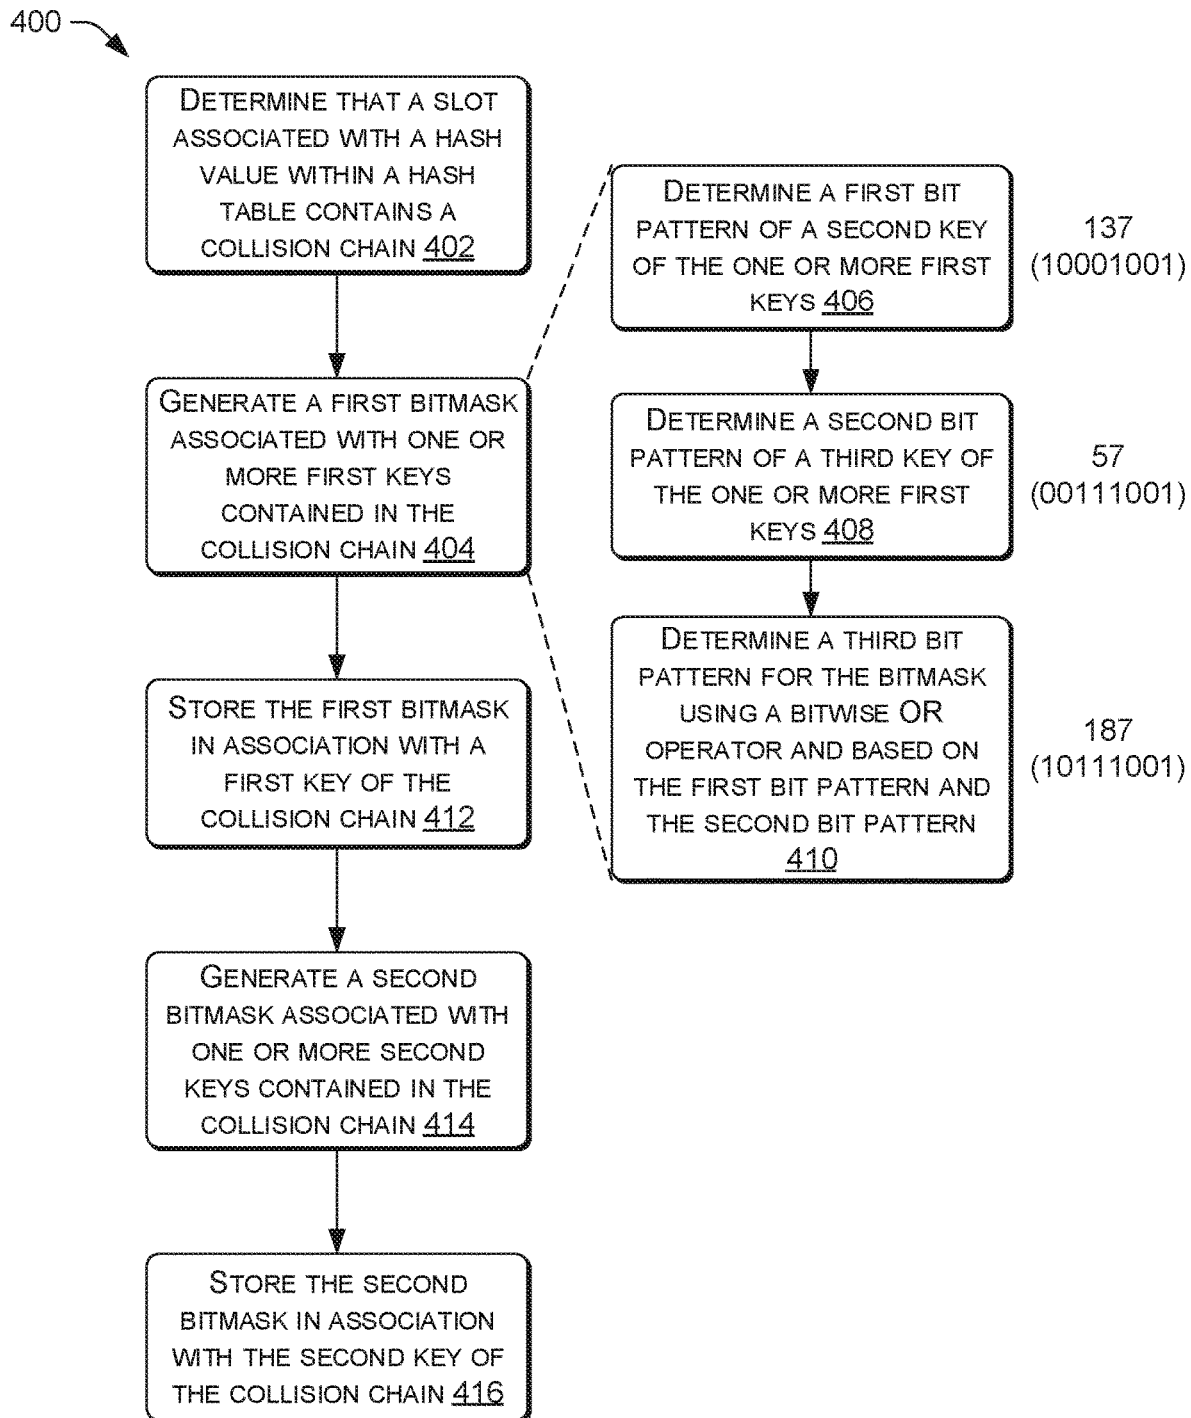 400
DETERMINE THAT A SLOT
ASSOCIATED WITH A HASH
VALUE WITHIN A HASH
TABLE CONTAINS A
COLLISION CHAIN 402
GENERATE A FIRST BITMASK
ASSOCIATED WITH ONE OR
MORE FIRST KEYS
CONTAINED IN THE
COLLISION CHAIN 404
DETERMINE A FIRST BIT
PATTERN OF A SECOND KEY
OF THE ONE OR MORE FIRST
KEYS 406
137
(10001001)
DETERMINE A SECOND BIT
PATTERN OF A THIRD KEY OF
THE ONE OR MORE FIRST
KEYS 408
57
(00111001)
DETERMINE A THIRD BIT
PATTERN FOR THE BITMASK
USING A BITWISE OR
OPERATOR AND BASED ON
THE FIRST BIT PATTERN AND
THE SECOND BIT PATTERN
410
187
(10111001)
STORE THE FIRST BITMASK
IN ASSOCIATION WITH A
FIRST KEY OF THE
COLLISION CHAIN 412
GENERATE A SECOND
BITMASK ASSOCIATED WITH
ONE OR MORE SECOND
KEYS CONTAINED IN THE
COLLISION CHAIN 414
STORE THE SECOND
BITMASK IN ASSOCIATION
WITH THE SECOND KEY OF
THE COLLISION CHAIN 416